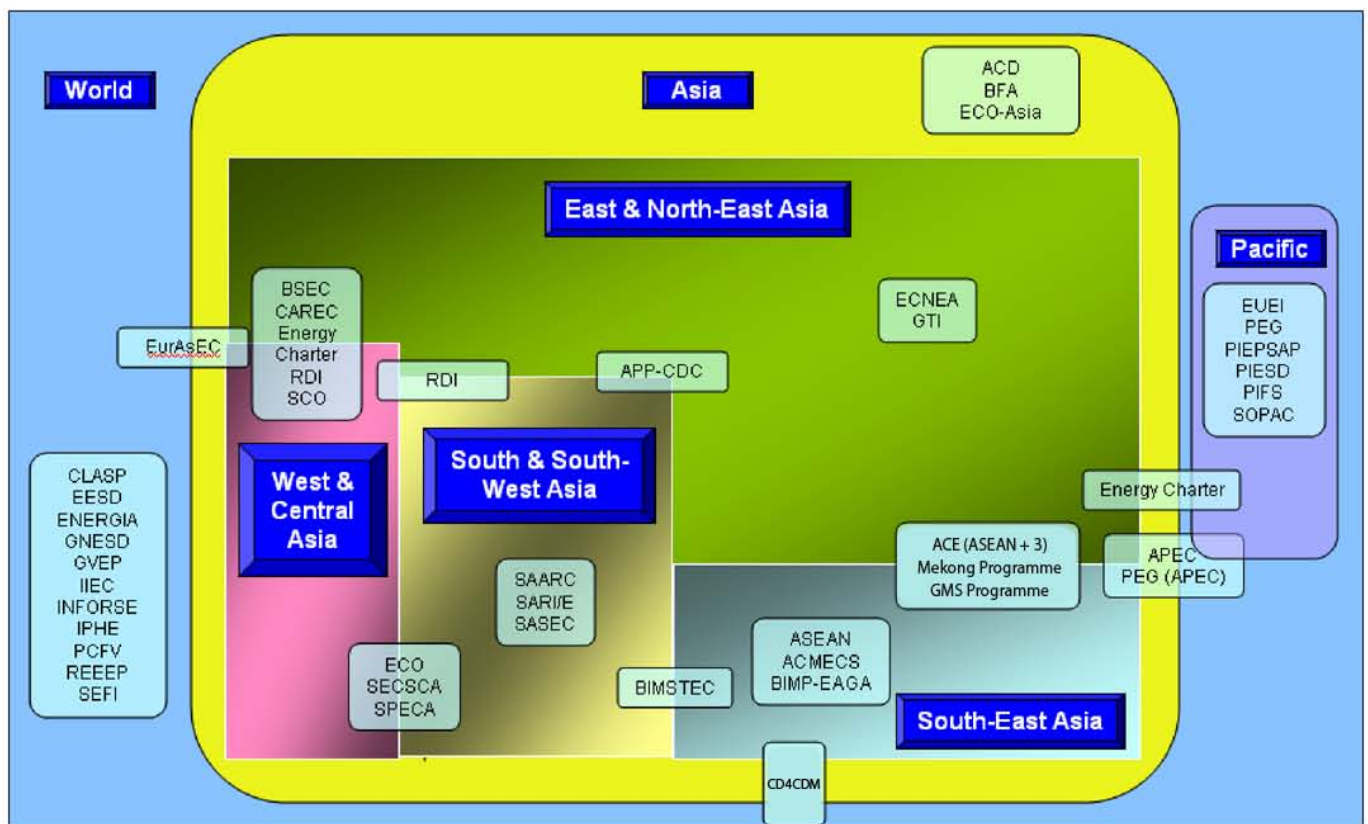 World
Asia
ACD
BFA
ECO-Asia
East & North-East Asia
Pacific
EUEI
PEG
PIEPSAP
PIESD
PIFS
SOPAC
BSEC
CAREC
Energy
Charter
RDI
SCO
ECNEA
GTI
EurAsEC
RDI
APP-CDC
West &
Central
Asia
South & South-
West Asia
CLASP
EESD
ENERGIA
GNESD
GVEP
IIEC
INFORSE
IPHE
PCFV
REEEP
SEFI
Energy Charter
ACE (ASEAN + 3)
Mekong Programme
GMS Programme
APEC
PEG (APEC)
SAARC
SARI/E
SASEC
ECO
SECSCA
SPECA
BIMSTEC
ASEAN
ACMECS
BIMP-EAGA
South-East Asia
CD4CDM